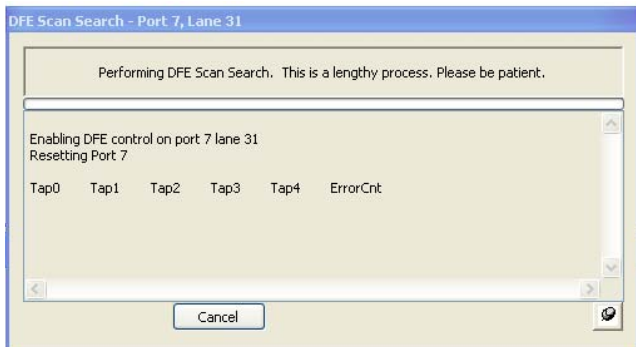 DFE Scan Search - Port 7, Lane 31
Performing DFE Scan Search. This is a lengthy process. Please be patient.
Enabling DFE control on port 7 lane 31
Resetting Port 7
Tap0 Tap1 Tap2 Tap3 Tap4 ErrorCnt
Cancel